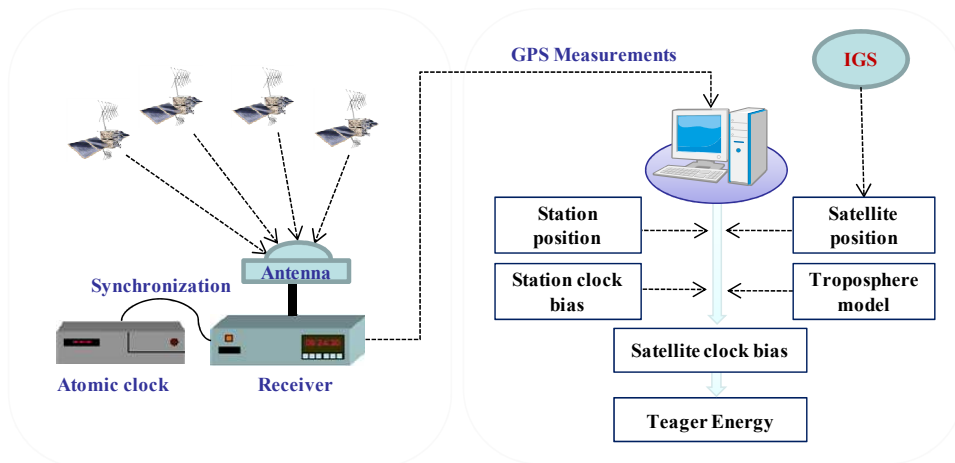 GPS Measurements
IGS
Antenna
Synchronization
Atomic clock
Receiver
Station
position
Satellite
position
Station clock
bias
Troposphere
model
Satellite clock bias
Teager Energy